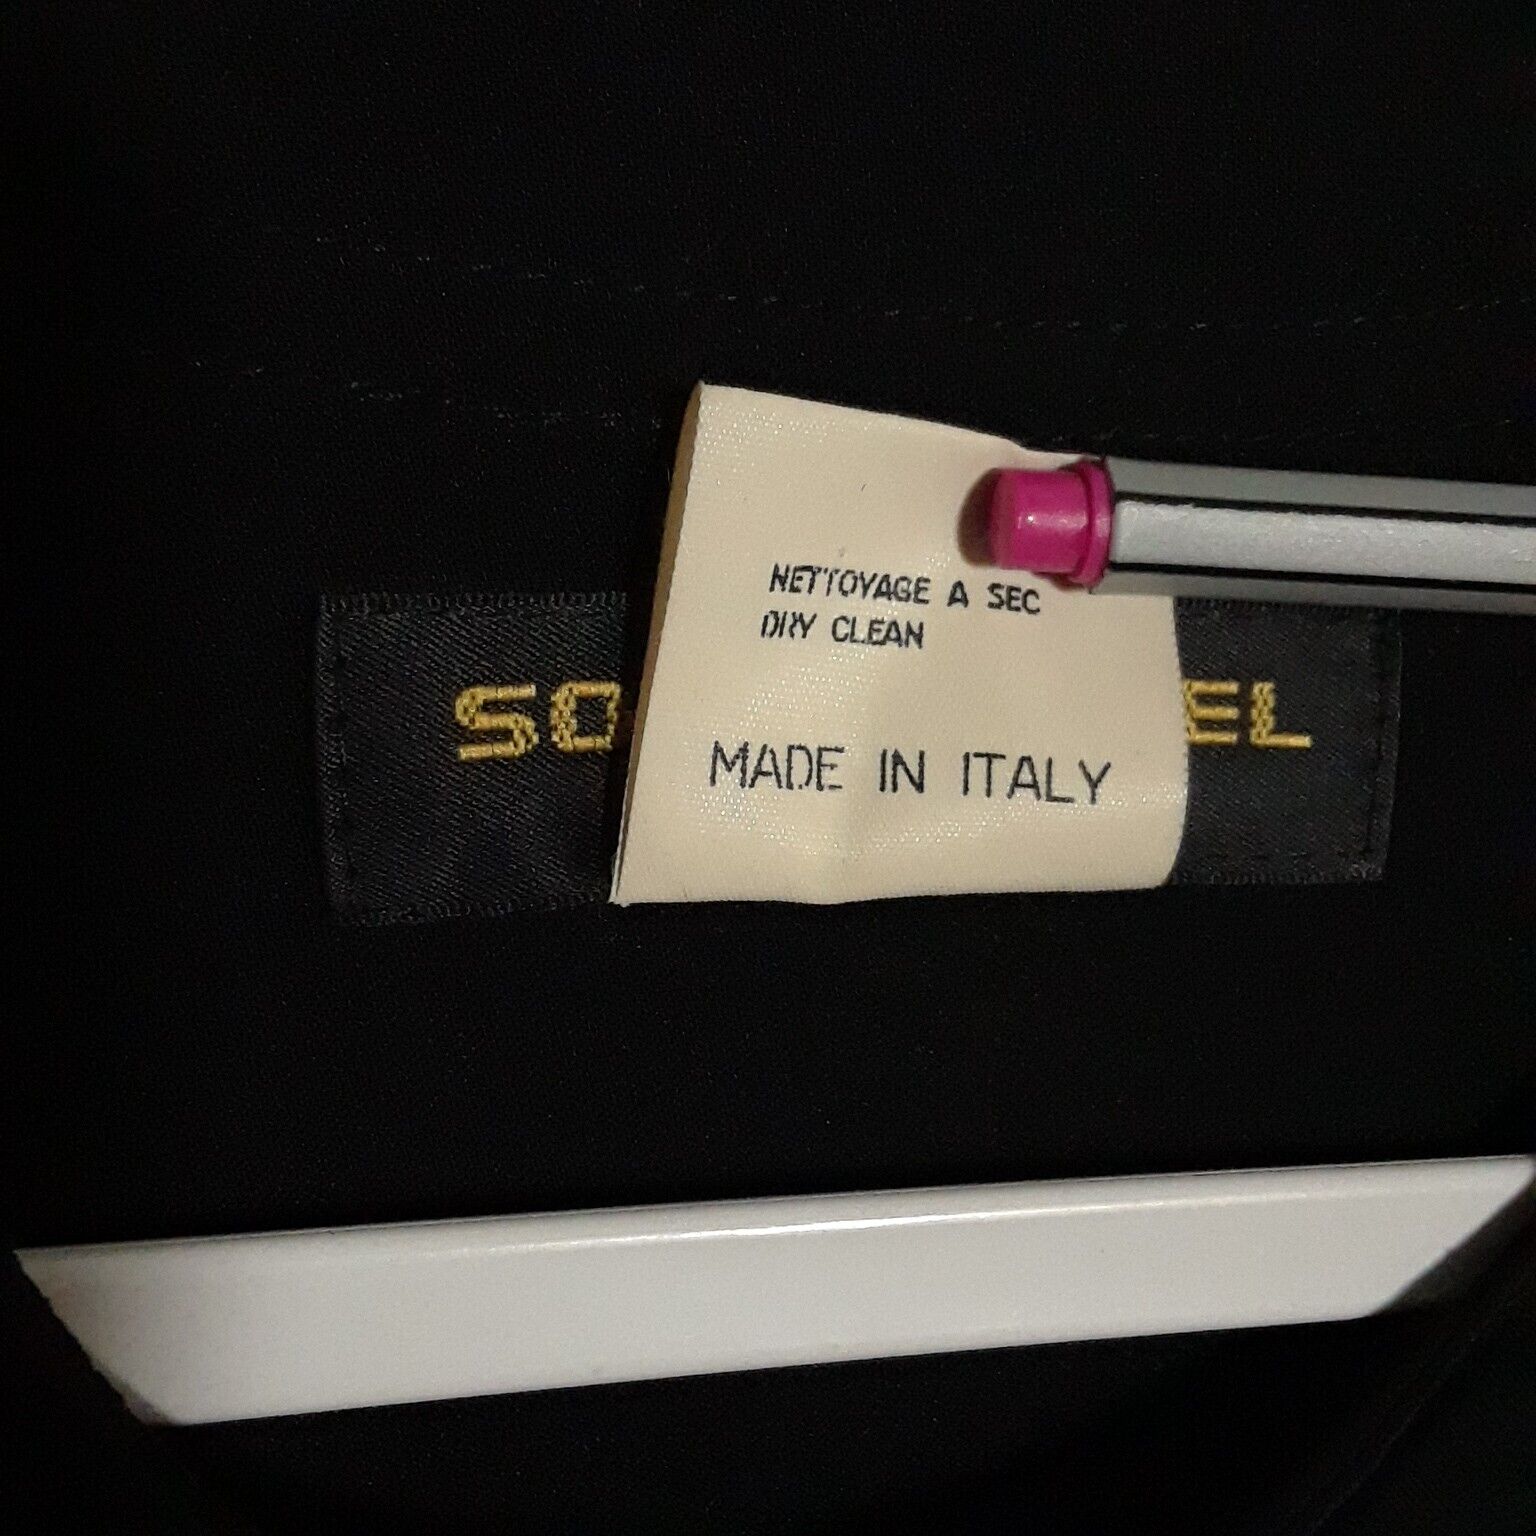 NETTOYAGE A SEC
DRY CLEAN
MADE IN ITALY